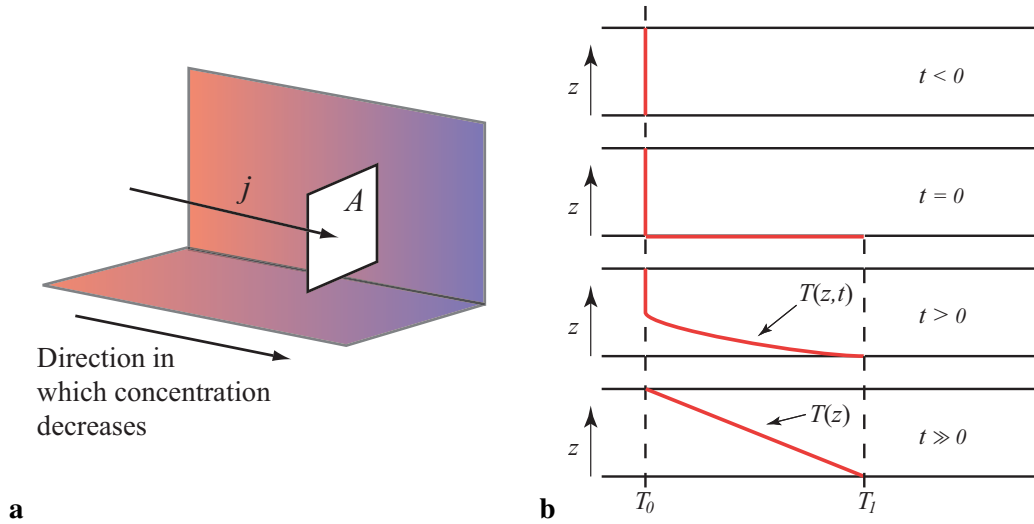 j
A
Direction in
which concentration
decreases
a
z
t < 0
z
t = 0
z
T(z,t)
t > 0
z
T(z)
t ≫ 0
T₀
T₁
b